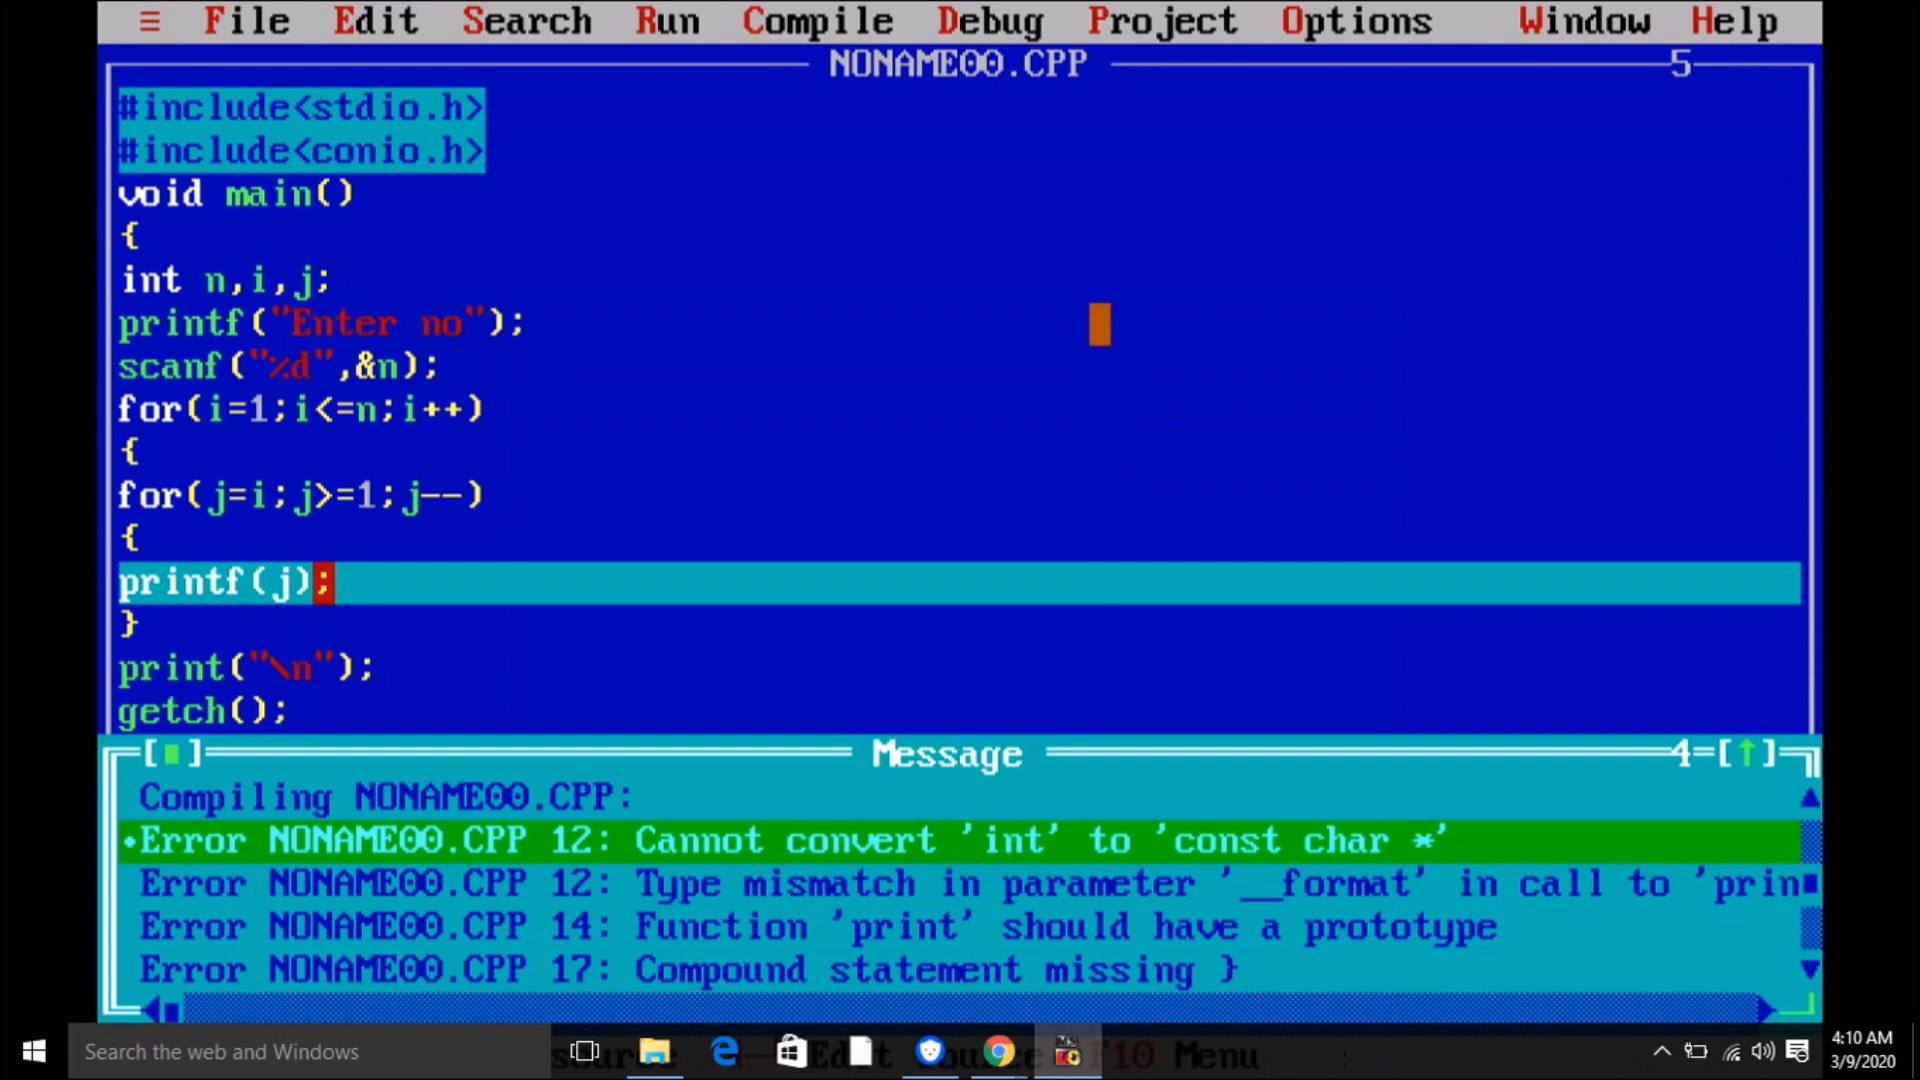 ≡ File Edit Search Run Compile Debug Project Options Window Help
NONAME00.CPP 5
#include<stdio.h>
#include<conio.h>
void main()
{
int n,i,j;
printf("Enter no");
scanf("%d",&n);
for(i=1;i<=n;i++)
{
for(j=i;j>=1;j--)
{
printf(j);
}
print("\n");
getch();
[■] Message 4=[↑]
Compiling NONAME00.CPP:
•Error NONAME00.CPP 12: Cannot convert 'int' to 'const char *'
Error NONAME00.CPP 12: Type mismatch in parameter '__format' in call to 'prin
Error NONAME00.CPP 14: Function 'print' should have a prototype
Error NONAME00.CPP 17: Compound statement missing }
Search the web and Windows
Edit source F10 Menu
4:10 AM
3/9/2020